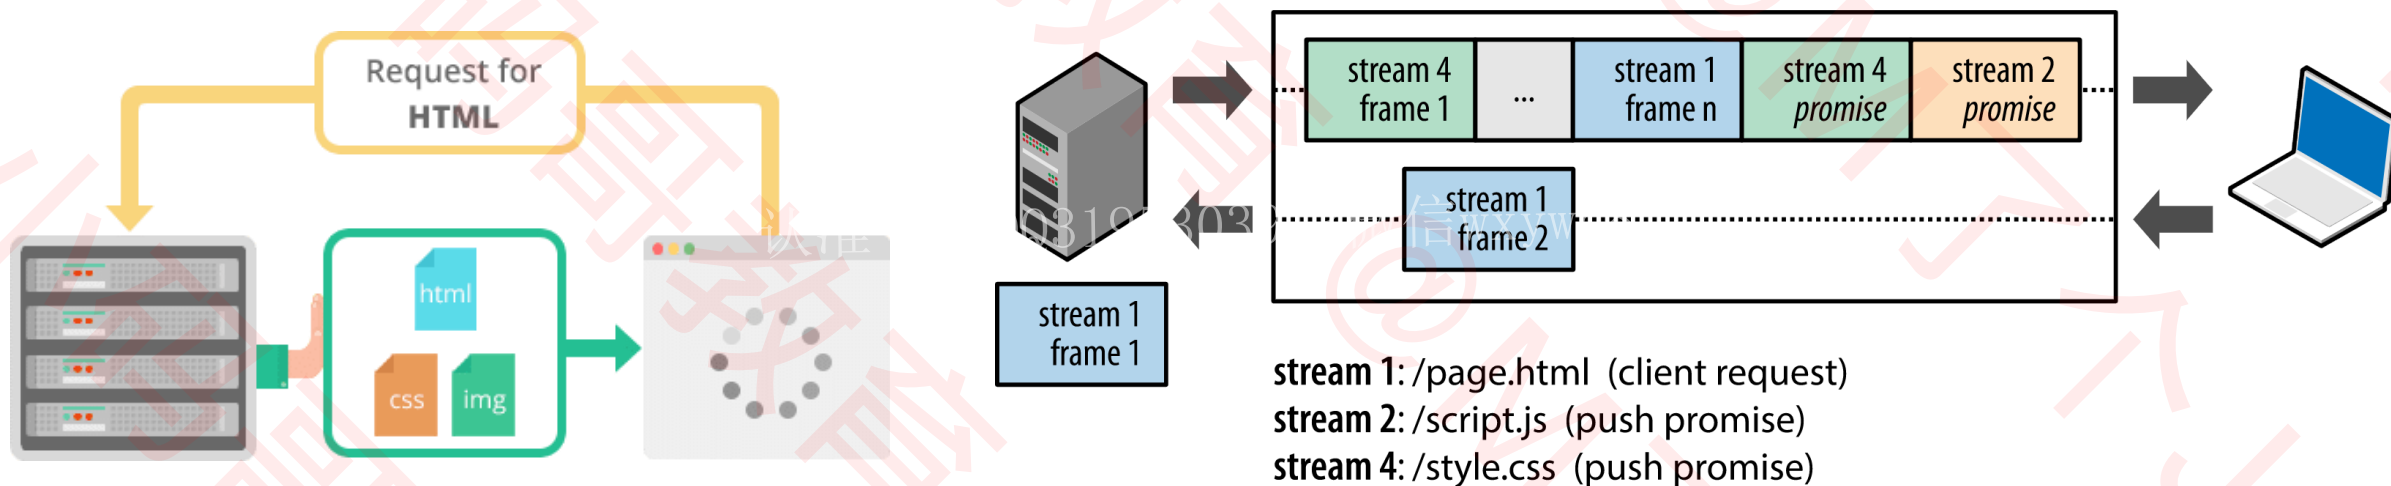 Request for
HTML
html
css
img
stream 4
frame 1
...
stream 1
frame n
stream 4
promise
stream 2
promise
stream 1
frame 2
stream 1
frame 1
stream 1: /page.html (client request)
stream 2: /script.js (push promise)
stream 4: /style.css (push promise)